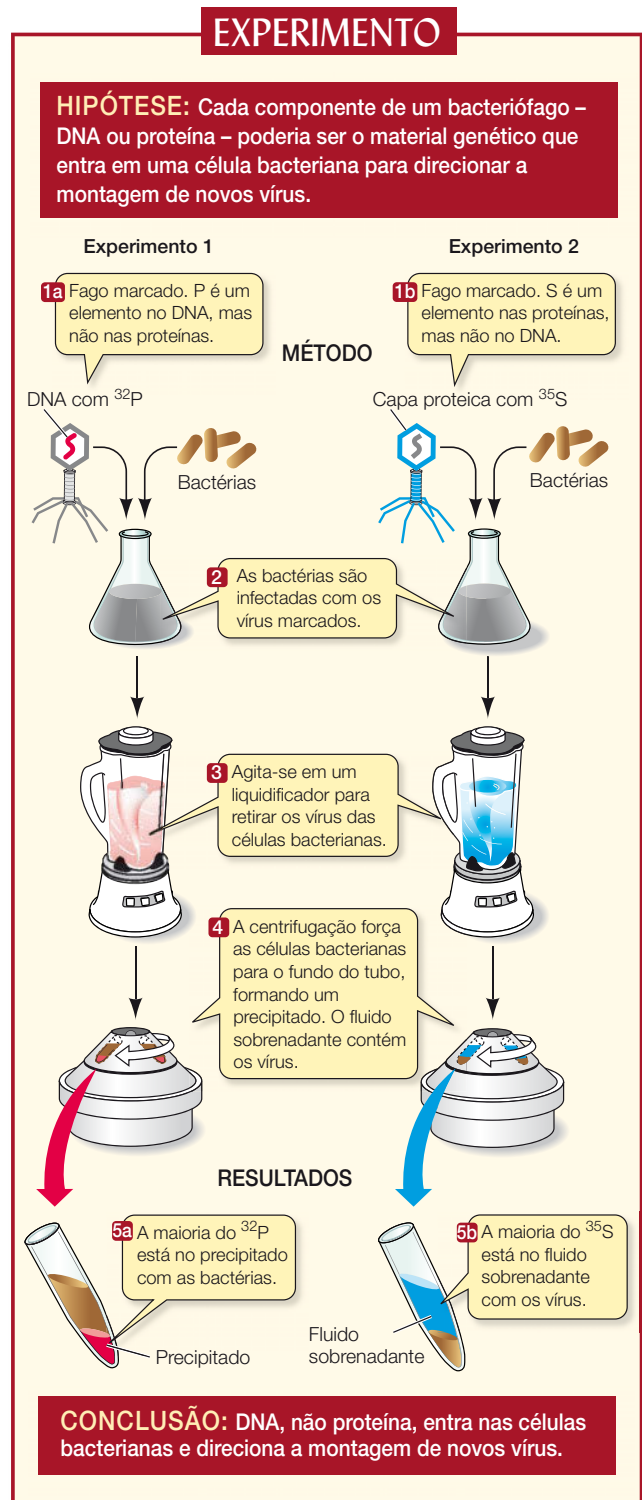 EXPERIMENTO
HIPÓTESE: Cada componente de um bacteriófago –
DNA ou proteína – poderia ser o material genético que
entra em uma célula bacteriana para direcionar a
montagem de novos vírus.
Experimento 1
1a Fago marcado. P é um
elemento no DNA, mas
não nas proteínas.
Experimento 2
1b Fago marcado. S é um
elemento nas proteínas,
mas não no DNA.
MÉTODO
DNA com ³²P
Bactérias
Capa proteica com ³⁵S
Bactérias
2 As bactérias são
infectadas com os
vírus marcados.
3 Agita-se em um
liquidificador para
retirar os vírus das
células bacterianas.
4 A centrifugação força
as células bacterianas
para o fundo do tubo,
formando um
precipitado. O fluido
sobrenadante contém
os vírus.
RESULTADOS
5a A maioria do ³²P
está no precipitado
com as bactérias.
Precipitado
5b A maioria do ³⁵S
está no fluido
sobrenadante
com os vírus.
Fluido
sobrenadante
CONCLUSÃO: DNA, não proteína, entra nas células
bacterianas e direciona a montagem de novos vírus.